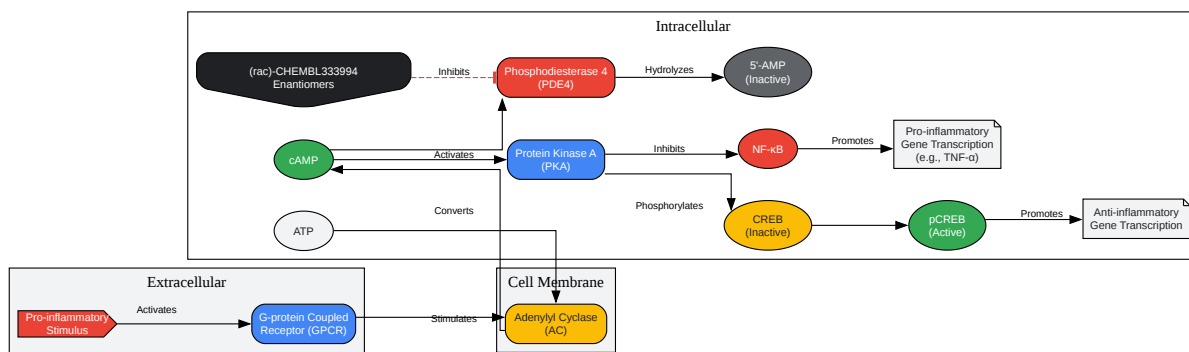 Intracellular
(rac)-CHEMBL333994
Enantiomers
Inhibits
Phosphodiesterase 4
(PDE4)
Hydrolyzes
5'-AMP
(Inactive)
cAMP
Activates
Protein Kinase A
(PKA)
Inhibits
NF-κB
Promotes
Pro-inflammatory
Gene Transcription
(e.g., TNF-α)
Converts
Phosphorylates
ATP
CREB
(Inactive)
pCREB
(Active)
Promotes
Anti-inflammatory
Gene Transcription
Extracellular
Cell Membrane
Pro-inflammatory
Stimulus
Activates
G-protein Coupled
Receptor (GPCR)
Stimulates
Adenylyl Cyclase
(AC)